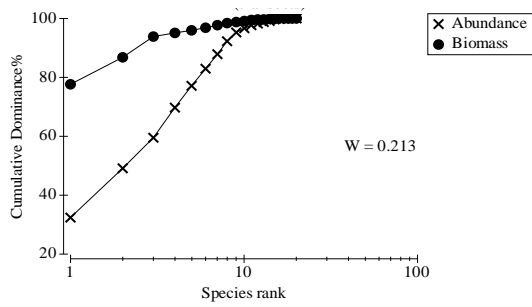 100
80
60
40
20
Cumulative Dominance%
1
10
100
Species rank
W = 0.213
Abundance
Biomass